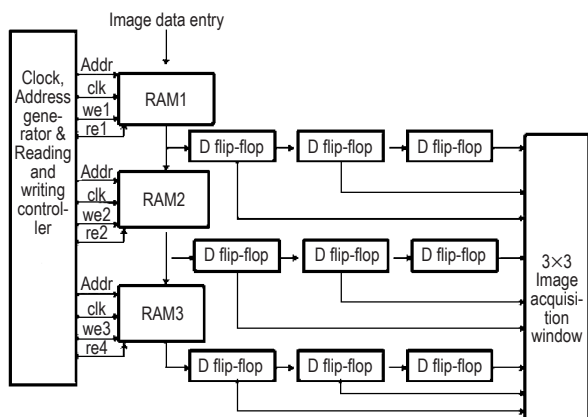 Image data entry
Clock,
Address
gene-
rator &
Reading
and
writing
control-
ler
Addr
clk
we1
re1
RAM1
D flip-flop
D flip-flop
D flip-flop
Addr
clk
we2
re2
RAM2
D flip-flop
D flip-flop
D flip-flop
Addr
clk
we3
re4
RAM3
D flip-flop
D flip-flop
D flip-flop
3×3
Image
acquisi-
tion
window